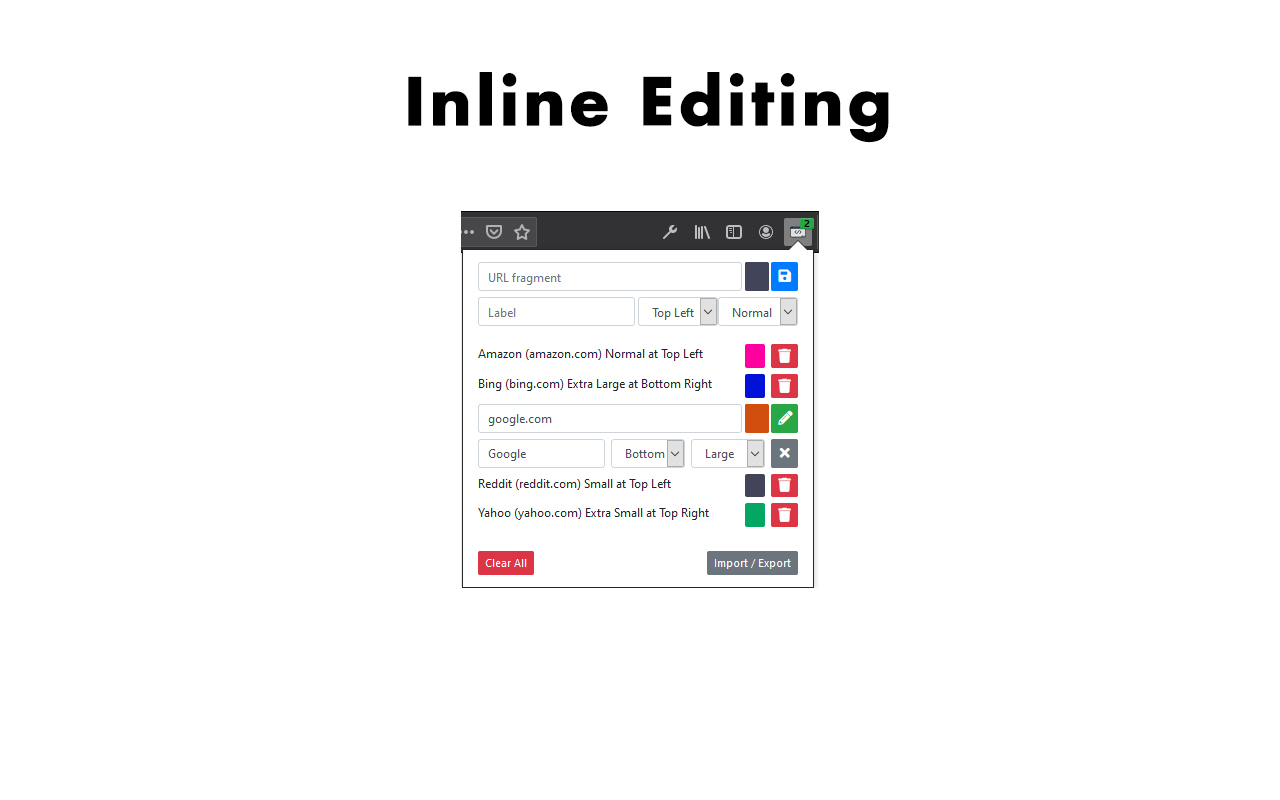 Inline Editing
2
URL fragment
Label Top Left Normal
Amazon (amazon.com) Normal at Top Left
Bing (bing.com) Extra Large at Bottom Right
google.com
Google Bottom Large
Reddit (reddit.com) Small at Top Left
Yahoo (yahoo.com) Extra Small at Top Right
Clear All Import / Export